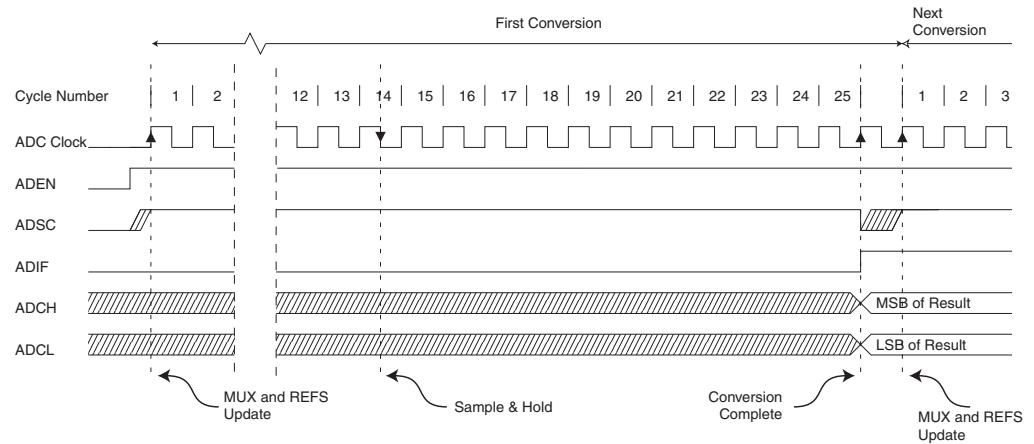 First Conversion
Next
Conversion
Cycle Number 1 2 12 13 14 15 16 17 18 19 20 21 22 23 24 25 1 2 3
ADC Clock
ADEN
ADSC
ADIF
ADCH MSB of Result
ADCL LSB of Result
MUX and REFS
Update
Sample & Hold
Conversion
Complete
MUX and REFS
Update